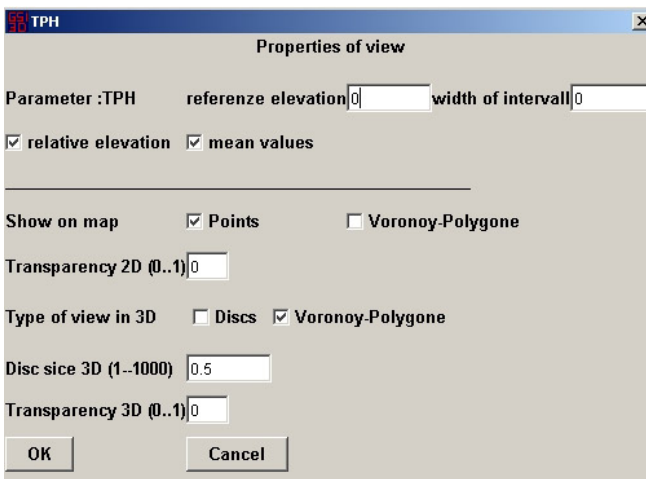 GSI 3D TPH
Properties of view
Parameter :TPH referenze elevation 0 width of intervall 0
relative elevation mean values
Show on map Points Voronoy-Polygone
Transparency 2D (0..1) 0
Type of view in 3D Discs Voronoy-Polygone
Disc sice 3D (1--1000) 0.5
Transparency 3D (0..1) 0
OK Cancel